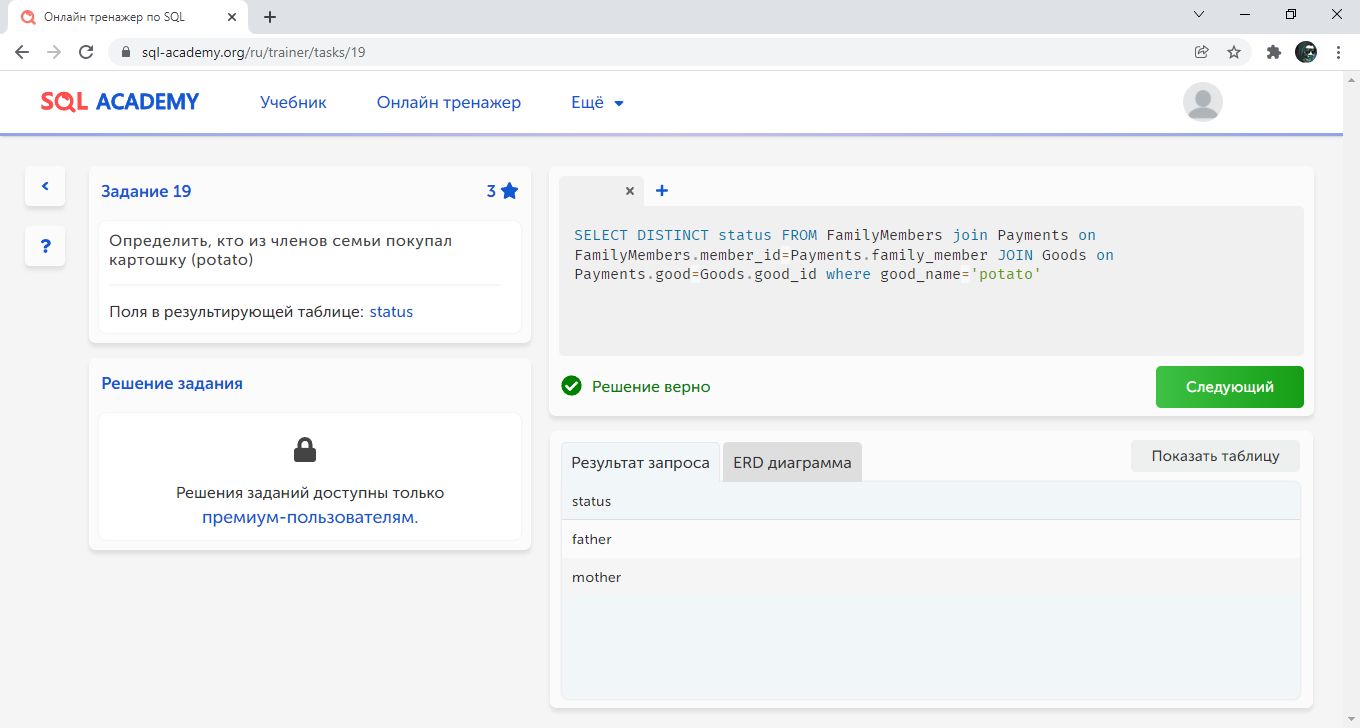 Онлайн тренажер по SQL
sql-academy.org/ru/trainer/tasks/19
SQL ACADEMY
Учебник
Онлайн тренажер
Ещё
Задание 19
3
Определить, кто из членов семьи покупал
картошку (potato)
Поля в результирующей таблице: status
?
Решение задания
Решения заданий доступны только
премиум-пользователям.
SELECT DISTINCT status FROM FamilyMembers join Payments on
FamilyMembers.member_id=Payments.family_member JOIN Goods on
Payments.good=Goods.good_id where good_name='potato'
Решение верно
Следующий
Результат запроса
ERD диаграмма
Показать таблицу
status
father
mother